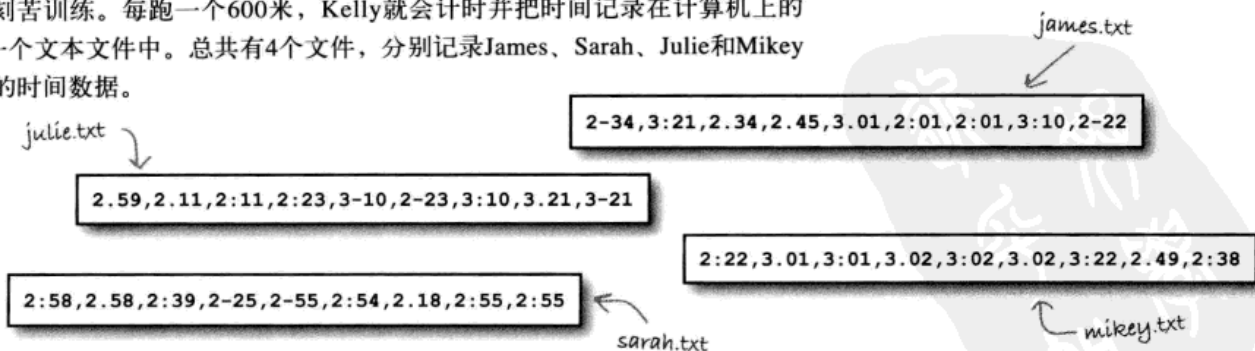 刻苦训练。每跑一个600米，Kelly就会计时并把时间记录在计算机上的
一个文本文件中。总共有4个文件，分别记录James、Sarah、Julie和Mikey
的时间数据。
james.txt
2-34,3:21,2.34,2.45,3.01,2:01,2:01,3:10,2-22
julie.txt
2.59,2.11,2:11,2:23,3-10,2-23,3:10,3.21,3-21
2:22,3.01,3:01,3.02,3:02,3.02,3:22,2.49,2:38
mikey.txt
2:58,2.58,2:39,2-25,2-55,2:54,2.18,2:55,2:55
sarah.txt